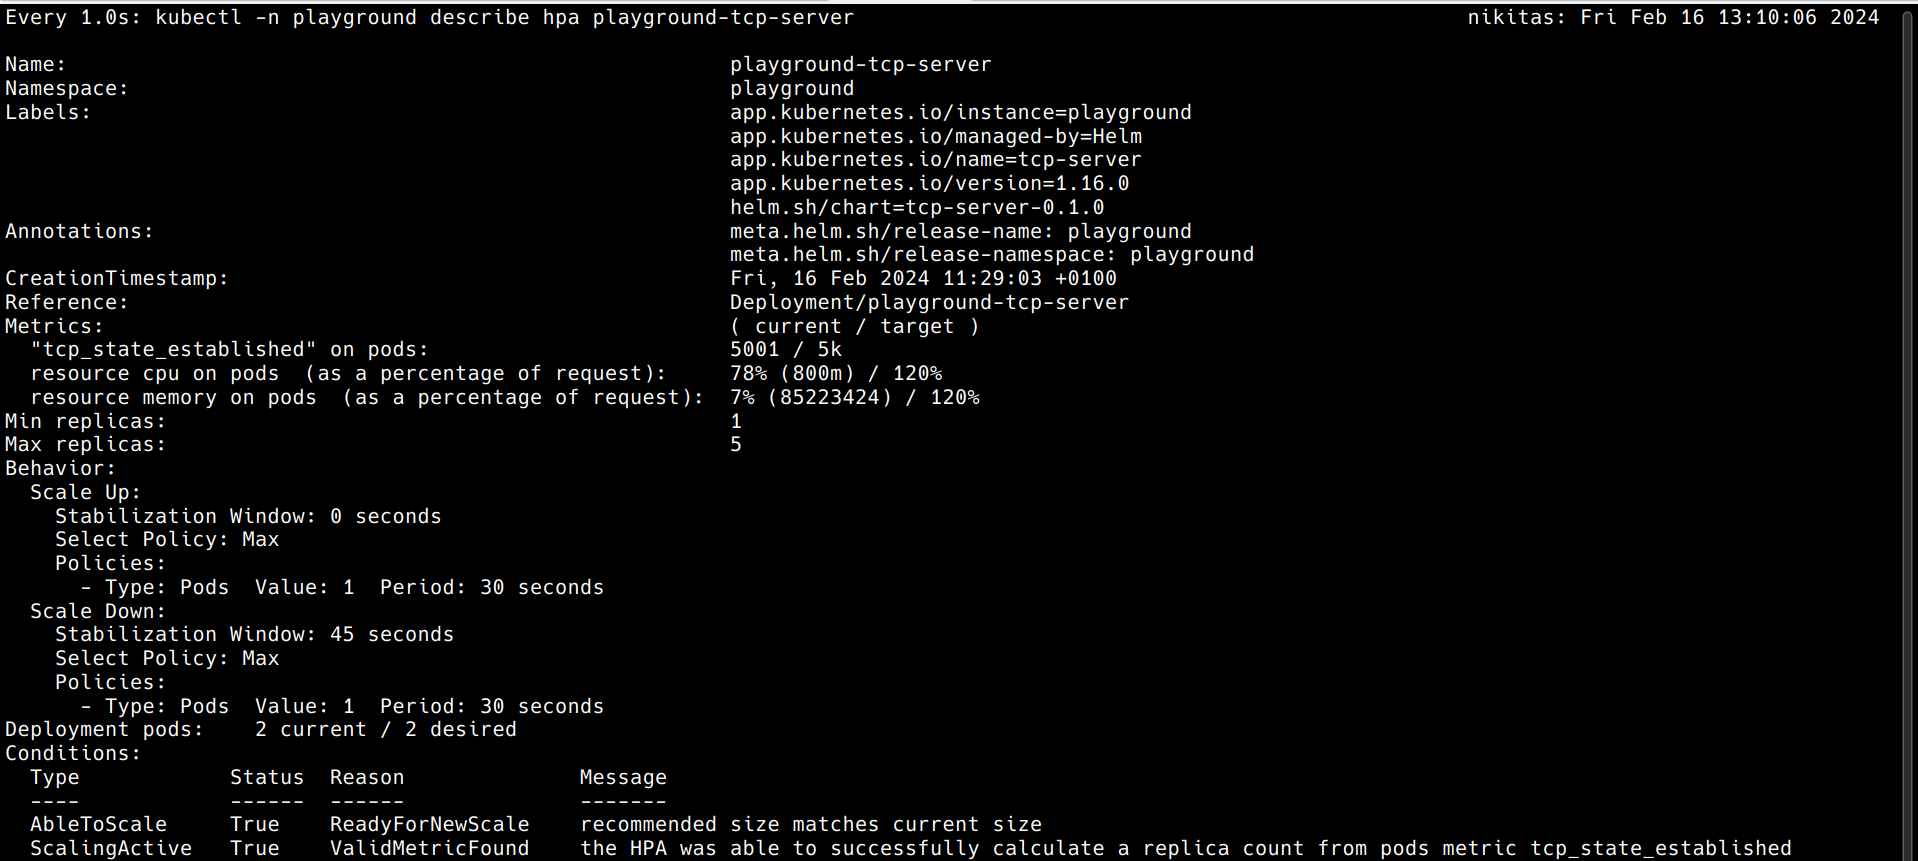 Every 1.0s: kubectl -n playground describe hpa playground-tcp-server nikitas: Fri Feb 16 13:10:06 2024
Name: playground-tcp-server
Namespace: playground
Labels: app.kubernetes.io/instance=playground
app.kubernetes.io/managed-by=Helm
app.kubernetes.io/name=tcp-server
app.kubernetes.io/version=1.16.0
helm.sh/chart=tcp-server-0.1.0
Annotations: meta.helm.sh/release-name: playground
meta.helm.sh/release-namespace: playground
CreationTimestamp: Fri, 16 Feb 2024 11:29:03 +0100
Reference: Deployment/playground-tcp-server
Metrics: ( current / target )
"tcp_state_established" on pods: 5001 / 5k
resource cpu on pods (as a percentage of request): 78% (800m) / 120%
resource memory on pods (as a percentage of request): 7% (85223424) / 120%
Min replicas: 1
Max replicas: 5
Behavior:
Scale Up:
Stabilization Window: 0 seconds
Select Policy: Max
Policies:
- Type: Pods Value: 1 Period: 30 seconds
Scale Down:
Stabilization Window: 45 seconds
Select Policy: Max
Policies:
- Type: Pods Value: 1 Period: 30 seconds
Deployment pods: 2 current / 2 desired
Conditions:
Type Status Reason Message
---- ------ ------ -------
AbleToScale True ReadyForNewScale recommended size matches current size
ScalingActive True ValidMetricFound the HPA was able to successfully calculate a replica count from pods metric tcp_state_established